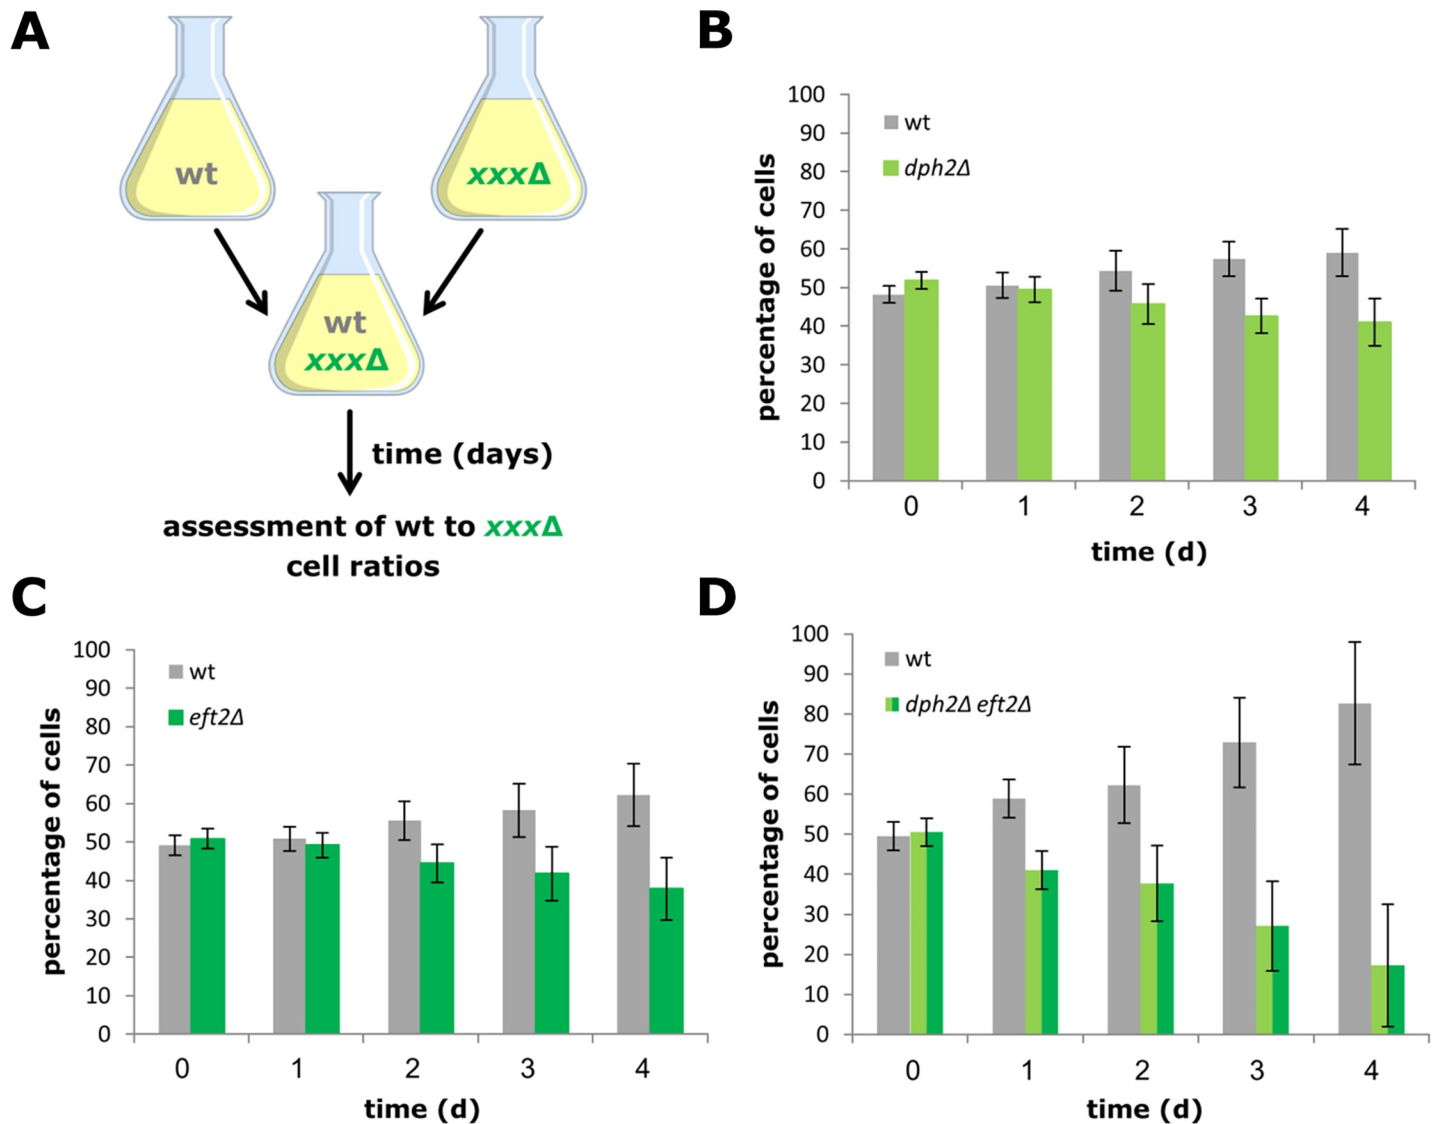 A
wt
xxxΔ
wt
xxxΔ
time (days)
assessment of wt to xxxΔ
cell ratios
B
percentage of cells
100
90
80
70
60
50
40
30
20
10
0
wt
dph2Δ
0 1 2 3 4
time (d)
C
percentage of cells
100
90
80
70
60
50
40
30
20
10
0
wt
eft2Δ
0 1 2 3 4
time (d)
D
percentage of cells
100
90
80
70
60
50
40
30
20
10
0
wt
dph2Δ eft2Δ
0 1 2 3 4
time (d)